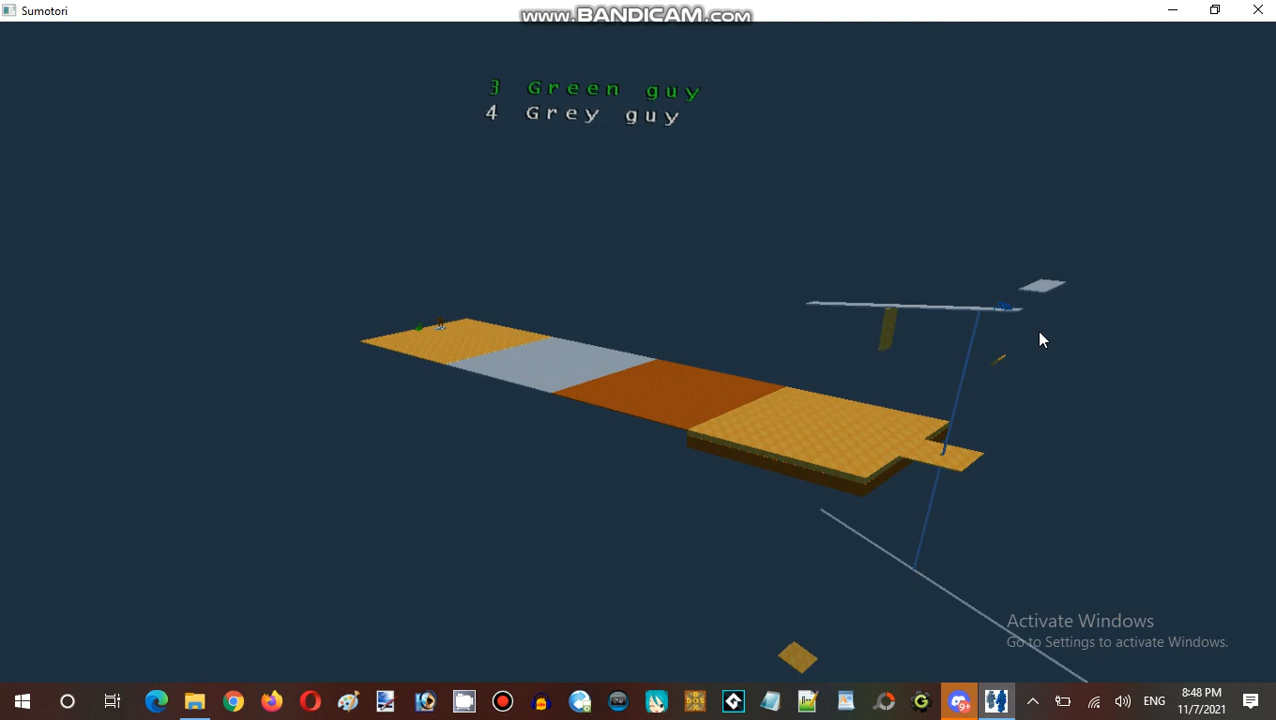 Sumotori
www.BANDICAM.com
3 Green guy
4 Grey guy
Activate Windows
Go to Settings to activate Windows.
9+
ENG
8:48 PM
11/7/2021